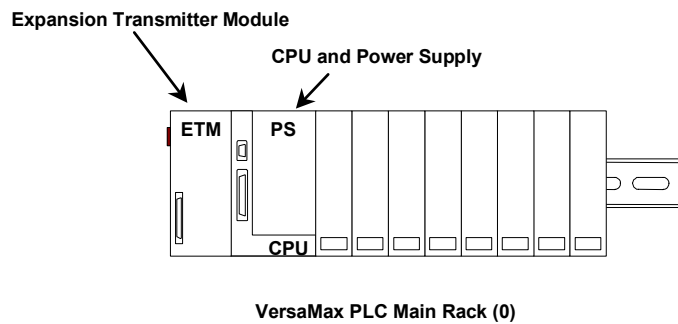 Expansion Transmitter Module
CPU and Power Supply
ETM
PS
CPU
VersaMax PLC Main Rack (0)